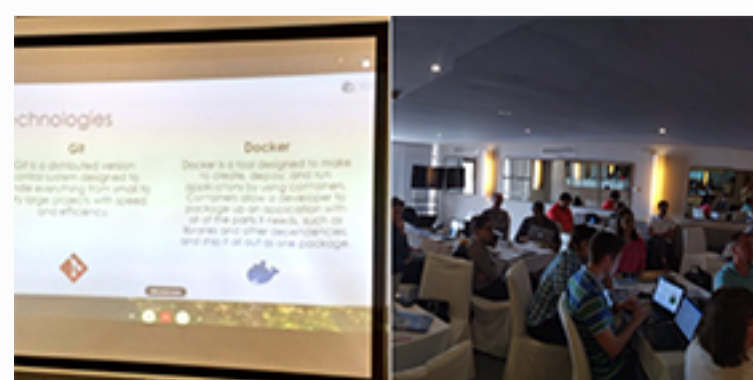 echnologies
Git
Git is a distributed version
control system designed to
ndle everything from small to
ry large projects with speed
and efficiency.
Docker
Docker is a tool designed to make
to create, deploy, and run
applications by using containers.
Containers allow a developer to
package up an application with
all of the parts it needs, such as
libraries and other dependencies,
and ship it all out as one package.